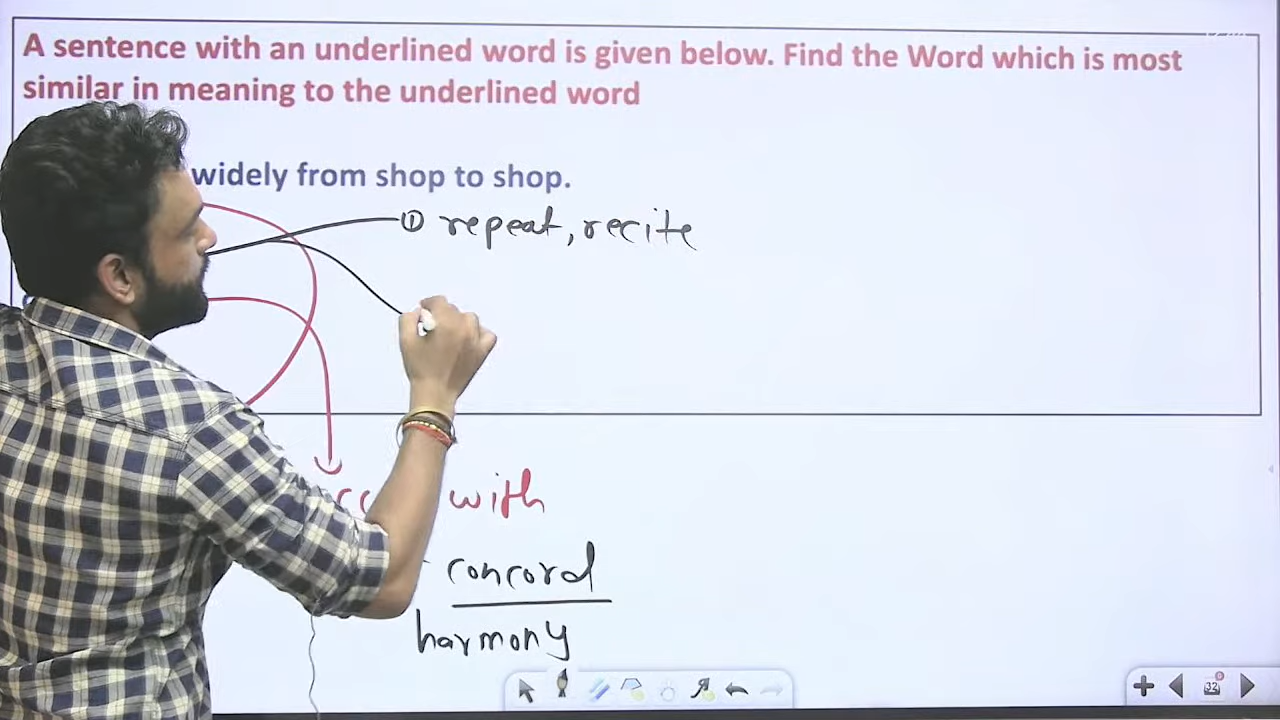 A sentence with an underlined word is given below. Find the Word which is most
similar in meaning to the underlined word
widely from shop to shop.
① repeat, recite
with
concord
harmony
32